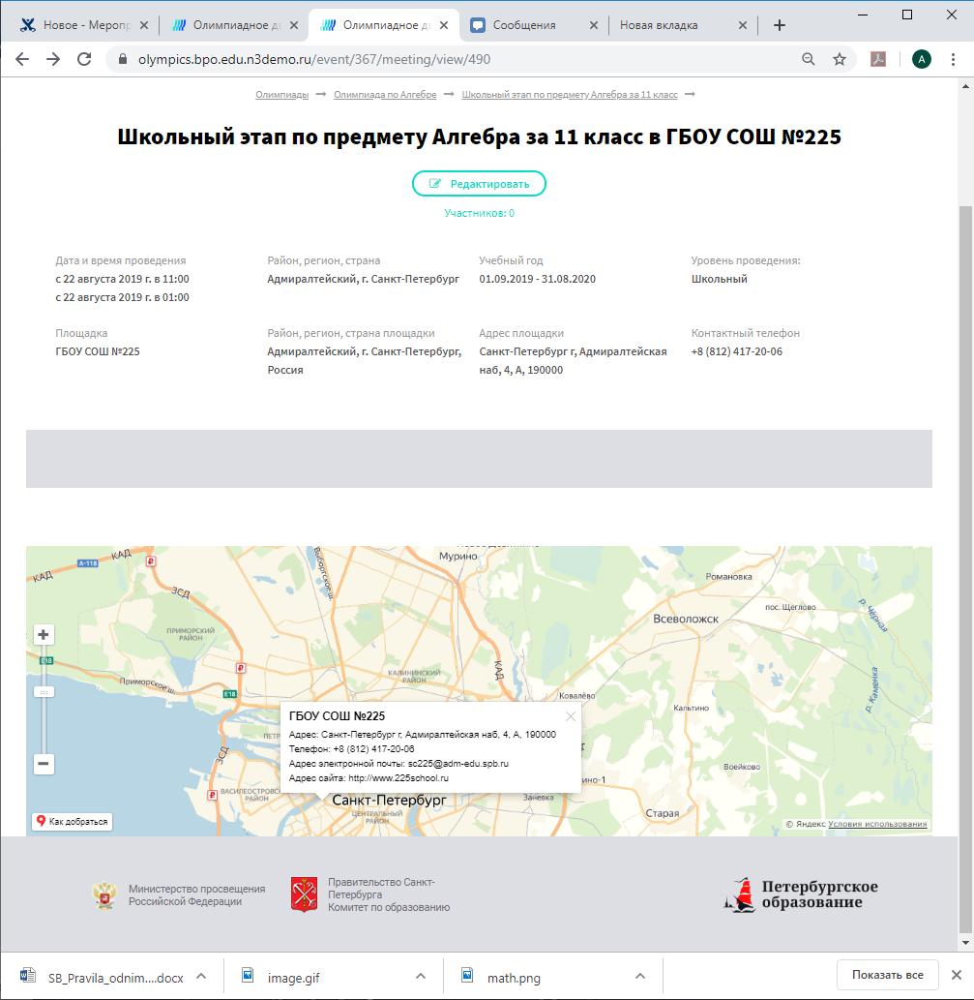 Новое - Меропр
Олимпиадное д
Олимпиадное д
Сообщения
Новая вкладка
olympics.bpo.edu.n3demo.ru/event/367/meeting/view/490
A
Олимпиады → Олимпиада по Алгебре → Школьный этап по предмету Алгебра за 11 класс →
Школьный этап по предмету Алгебра за 11 класс в ГБОУ СОШ №225
Редактировать
Участников: 0
Дата и время проведения
с 22 августа 2019 г. в 11:00
с 22 августа 2019 г. в 01:00
Район, регион, страна
Адмиралтейский, г. Санкт-Петербург
Учебный год
01.09.2019 - 31.08.2020
Уровень проведения:
Школьный
Площадка
ГБОУ СОШ №225
Район, регион, страна площадки
Адмиралтейский, г. Санкт-Петербург,
Россия
Адрес площадки
Санкт-Петербург г, Адмиралтейская
наб, 4, А, 190000
Контактный телефон
+8 (812) 417-20-06
КАД
А-118
КАД
ЗСД
Выборгское ш.
Мурино
Романовка
пос. Щеглово
р. Чёрная
Всеволожск
ПРИМОРСКИЙ
РАЙОН
Е18
Приморское ш.
Е18
КАЛИНИНСКИЙ
РАЙОН
КАД
р. Каменка
Ковалёво
Кальтино
ГБОУ СОШ №225
Адрес: Санкт-Петербург г, Адмиралтейская наб, 4, А, 190000
Телефон: +8 (812) 417-20-06
Адрес электронной почты: sc225@adm-edu.spb.ru
Адрес сайта: http://www.225school.ru
ПЕТР
ЗСД
Воейково
ино-1
ВАСИЛЕОСТРОВСКИЙ
РАЙОН
Санкт-Петербург
Заневка
ЦЕНТРАЛЬНЫЙ
РАЙОН
Старая
Как добраться
© Яндекс Условия использования
Министерство просвещения
Российской Федерации
Правительство Санкт-
Петербурга
Комитет по образованию
Петербургское
образование
SB_Pravila_odnim....docx
image.gif
math.png
Показать все